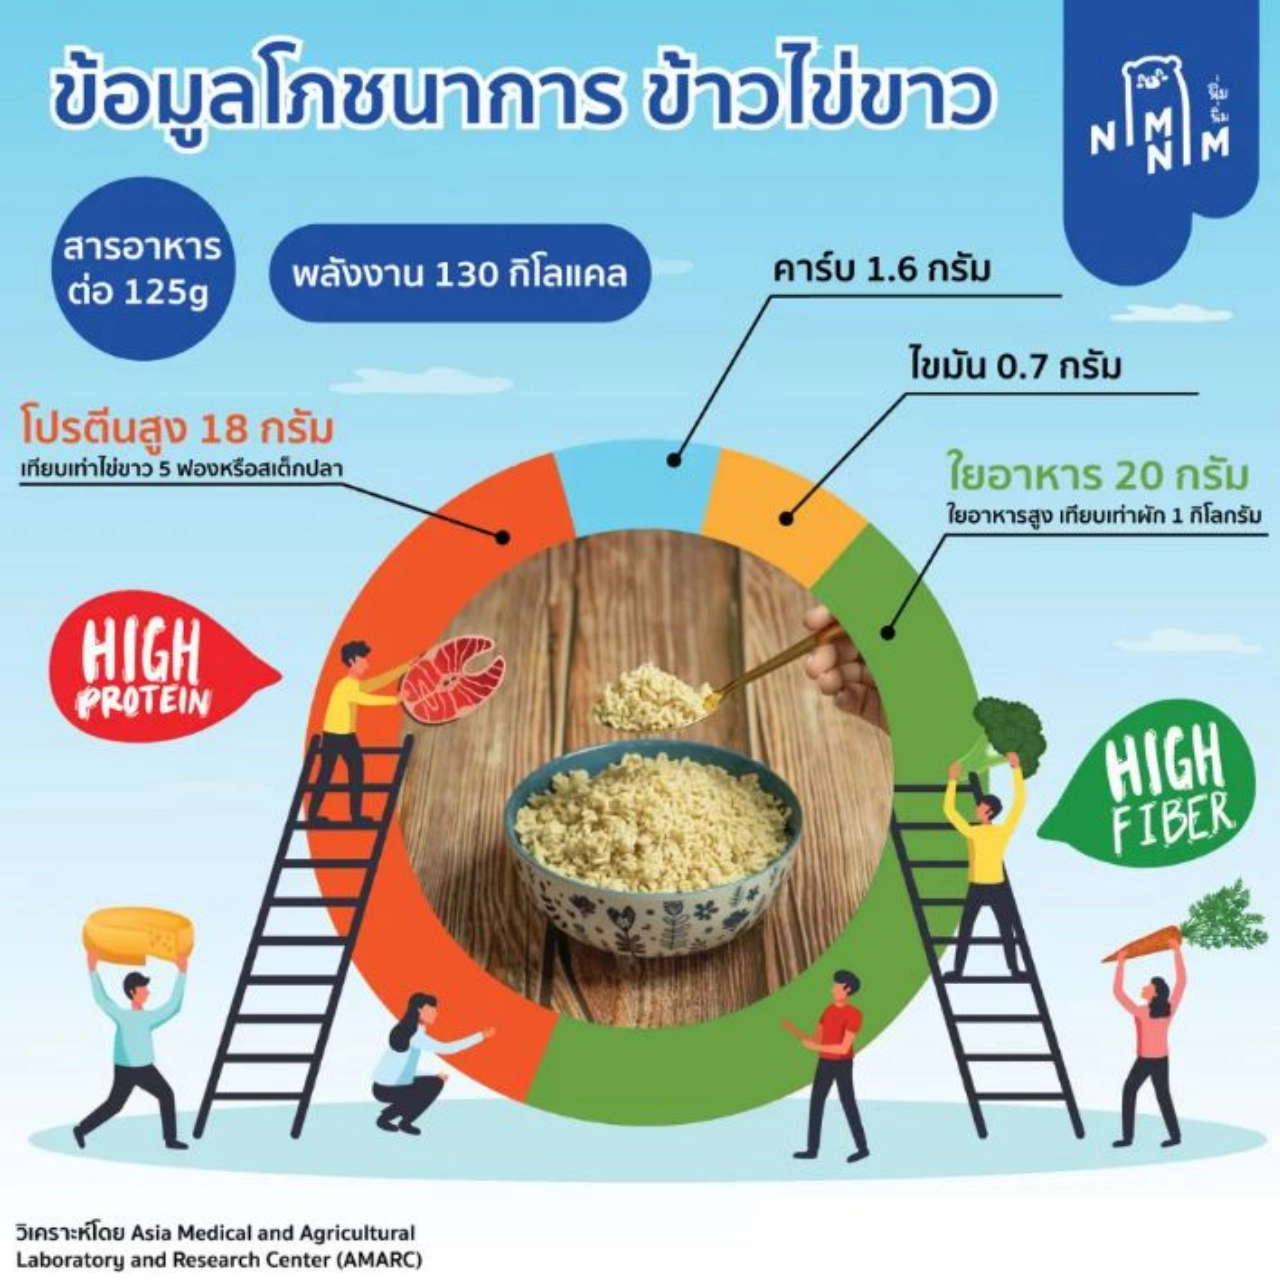 ข้อมูลโภชนาการ ข้าวไข่ขาว
นิ่ม
นิ่ม
N M M
N
สารอาหาร
ต่อ 125g
พลังงาน 130 กิโลแคล
คาร์บ 1.6 กรัม
ไขมัน 0.7 กรัม
โปรตีนสูง 18 กรัม
เทียบเท่าไข่ขาว 5 ฟองหรือสเต็กปลา
ใยอาหาร 20 กรัม
ใยอาหารสูง เทียบเท่าผัก 1 กิโลกรัม
HIGH
PROTEIN
HIGH
FIBER
วิเคราะห์โดย Asia Medical and Agricultural
Laboratory and Research Center (AMARC)